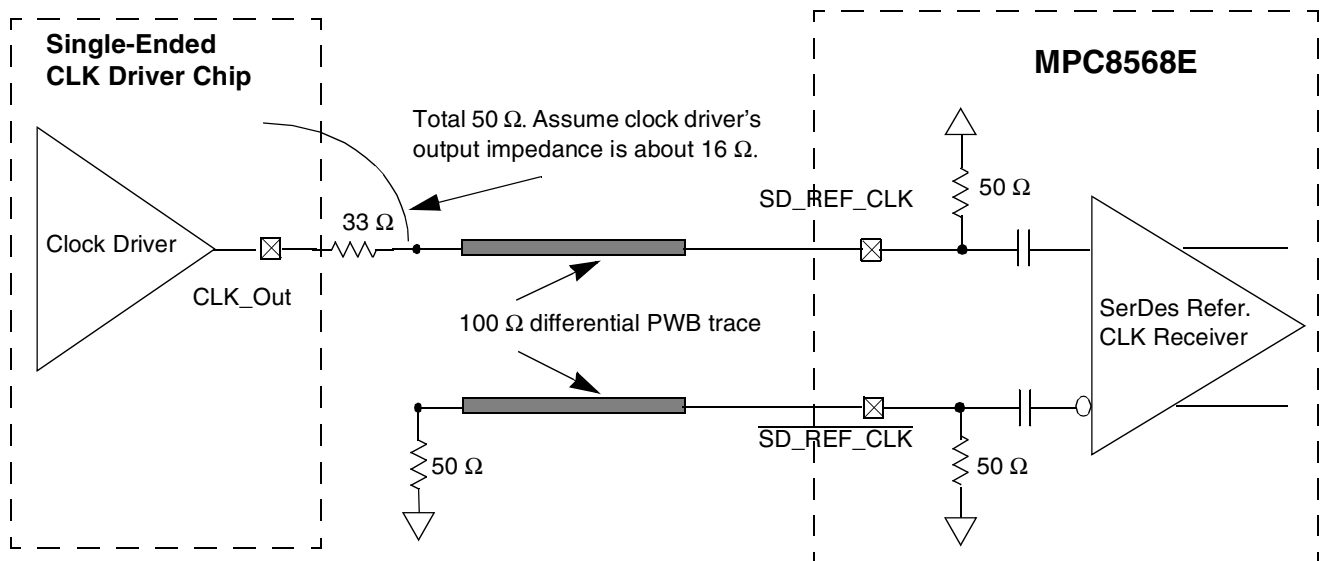 Single-Ended
CLK Driver Chip
MPC8568E
Total 50 Ω. Assume clock driver's
output impedance is about 16 Ω.
SD_REF_CLK
50 Ω
33 Ω
Clock Driver
CLK_Out
100 Ω differential PWB trace
SerDes Refer.
CLK Receiver
SD_REF_CLK
50 Ω
50 Ω